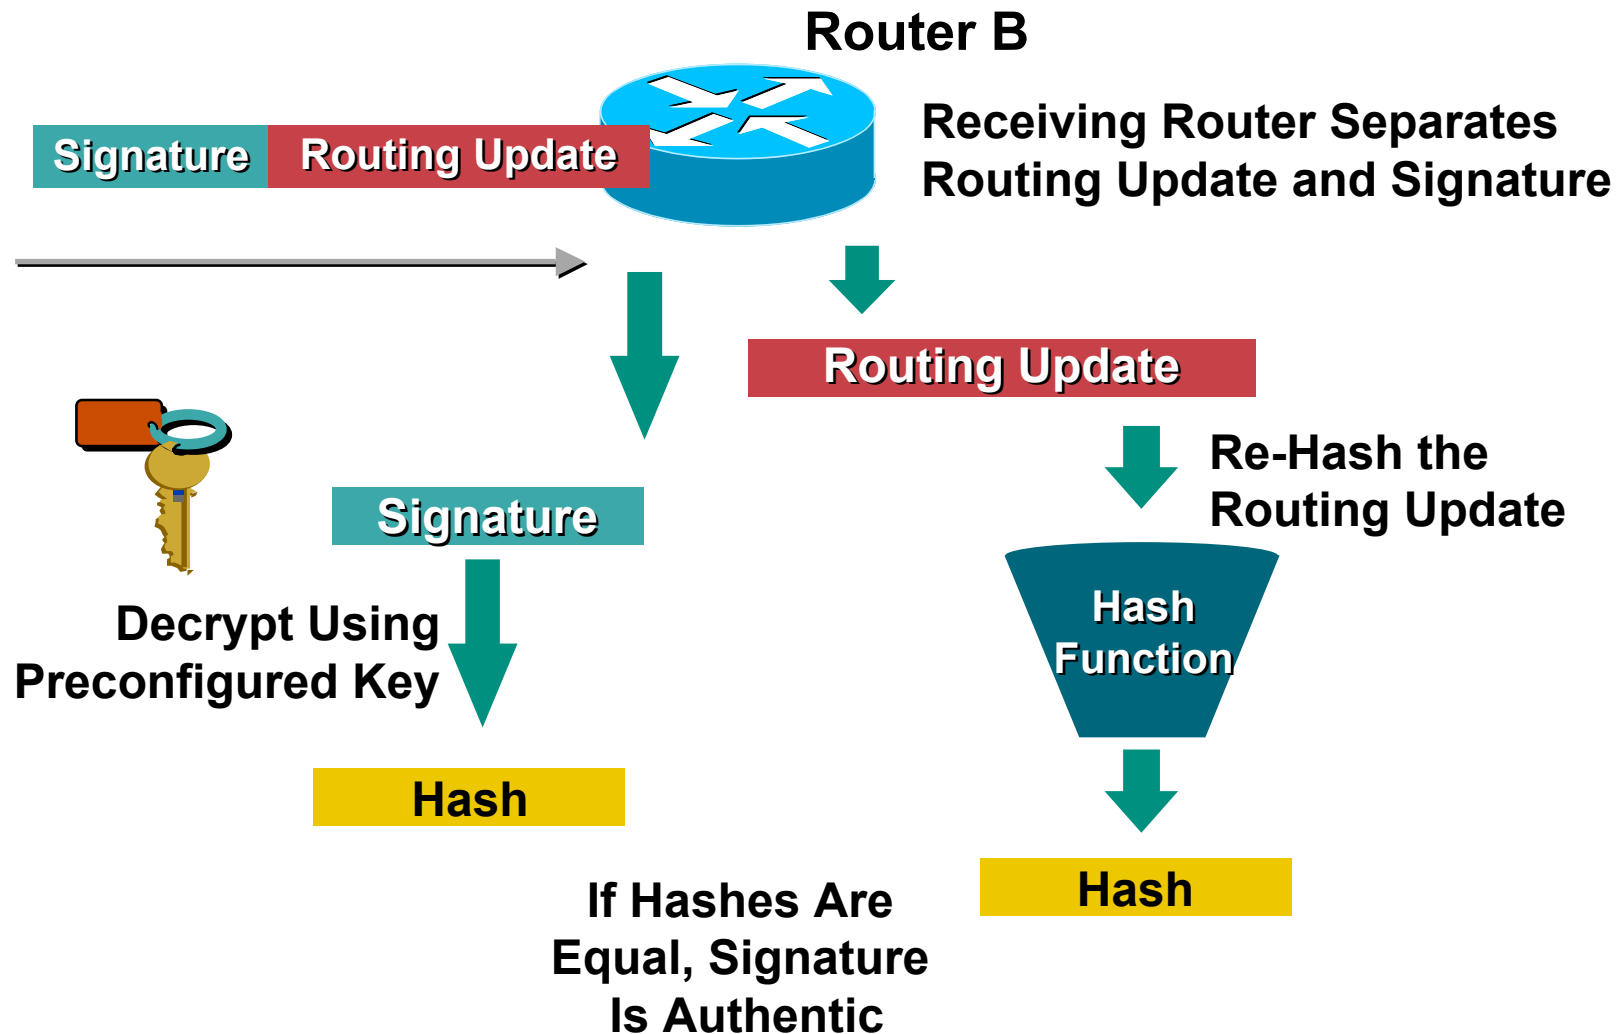 Router B
Signature
Routing Update
Receiving Router Separates
Routing Update and Signature
Routing Update
Re-Hash the
Routing Update
Signature
Decrypt Using
Preconfigured Key
Hash
Function
Hash
Hash
If Hashes Are
Equal, Signature
Is Authentic